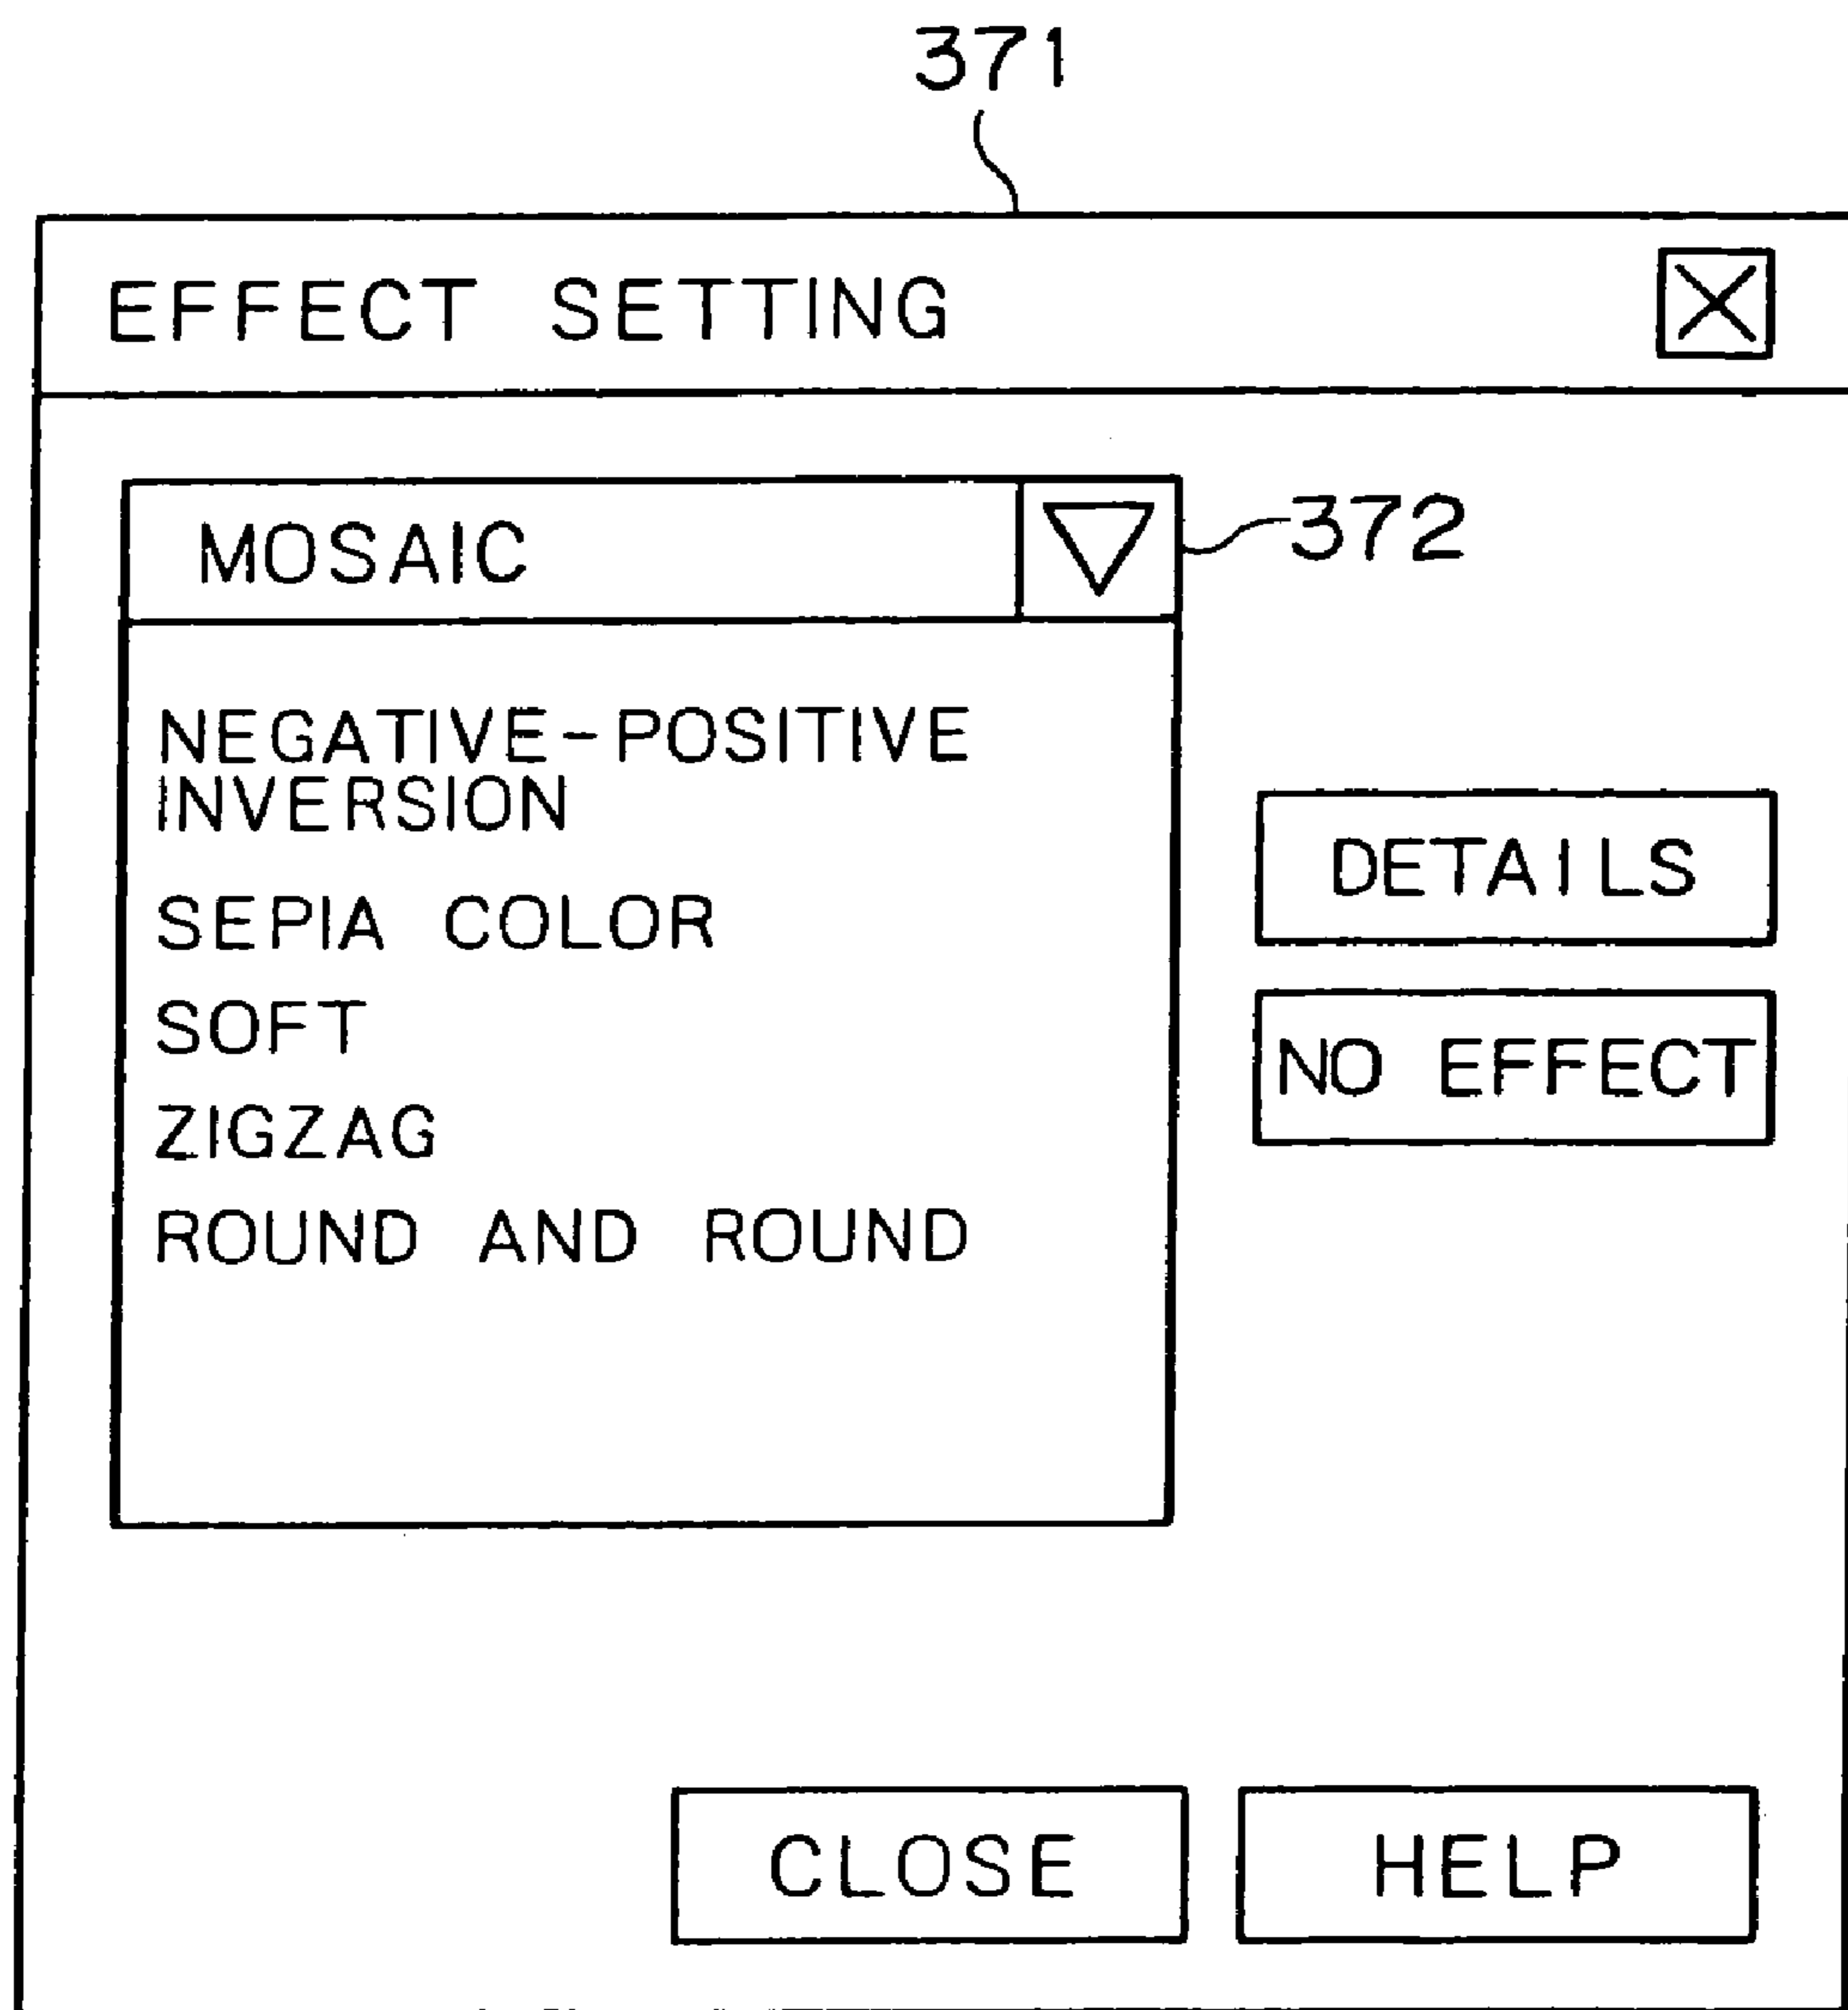 371
EFFECT SETTING
MOSAIC
372
NEGATIVE-POSITIVE
INVERSION
SEPIA COLOR
SOFT
ZIGZAG
ROUND AND ROUND
DETAILS
NO EFFECT
CLOSE
HELP